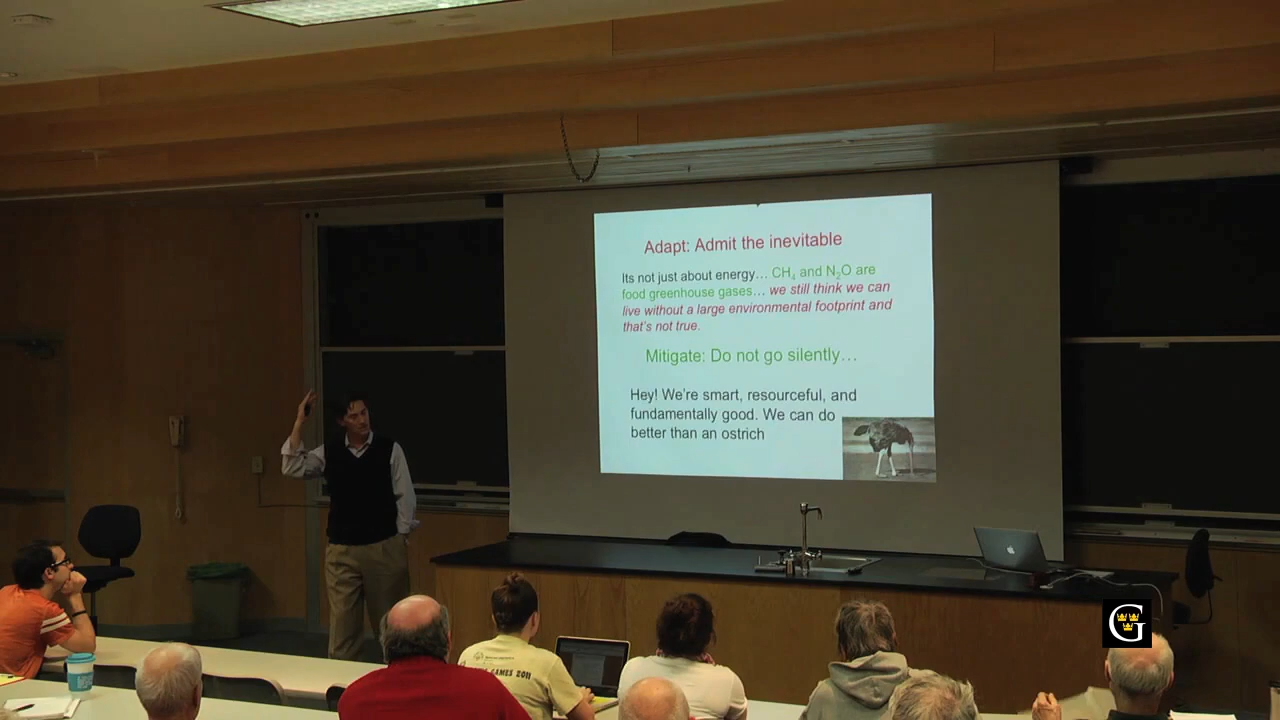 Adapt: Admit the inevitable
Its not just about energy… CH₄ and N₂O are
food greenhouse gases… we still think we can
live without a large environmental footprint and
that's not true.
Mitigate: Do not go silently…
Hey! We're smart, resourceful, and
fundamentally good. We can do
better than an ostrich
GAMES 2011
G